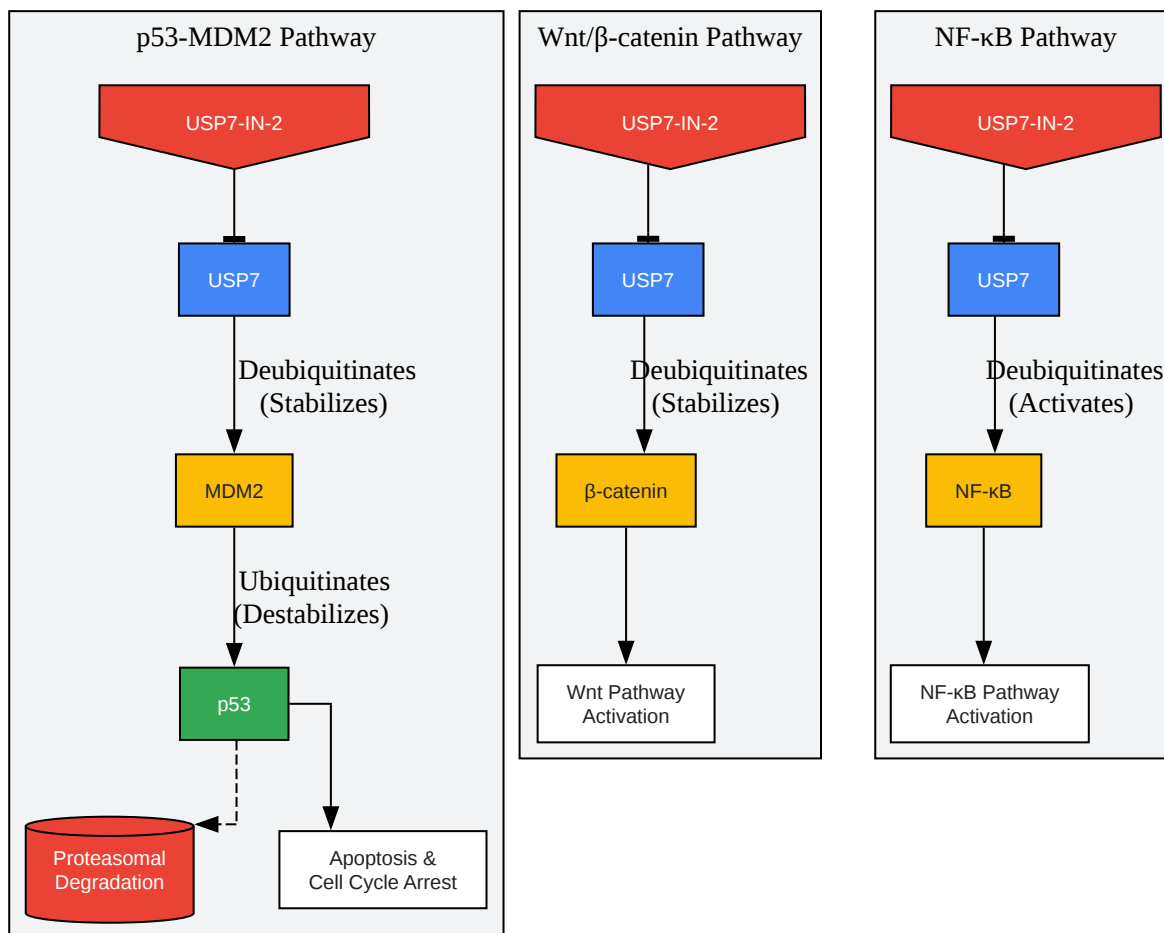 p53-MDM2 Pathway
USP7-IN-2
USP7
Deubiquitinates
(Stabilizes)
MDM2
Ubiquitinates
(Destabilizes)
p53
Proteasomal
Degradation
Apoptosis &
Cell Cycle Arrest
Wnt/β-catenin Pathway
USP7-IN-2
USP7
Deubiquitinates
(Stabilizes)
β-catenin
Wnt Pathway
Activation
NF-κB Pathway
USP7-IN-2
USP7
Deubiquitinates
(Activates)
NF-κB
NF-κB Pathway
Activation